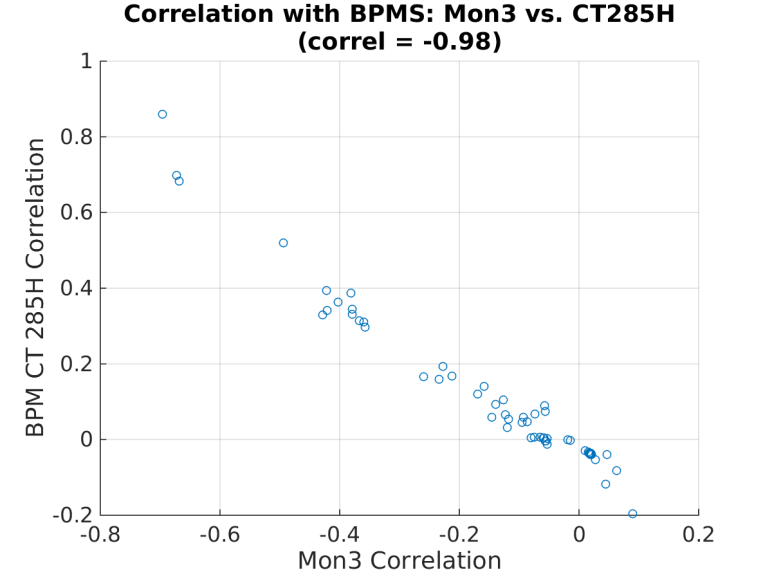 Correlation with BPMS: Mon3 vs. CT285H
(correl = -0.98)
1
0.8
0.6
0.4
0.2
0
-0.2
BPM CT 285H Correlation
-0.8 -0.6 -0.4 -0.2 0 0.2
Mon3 Correlation